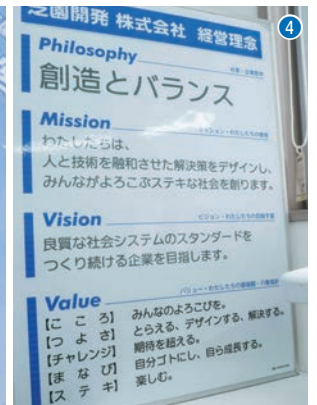 芝園開発 株式会社 経営理念
4
Philosophy
創造とバランス
Mission
わたしたちは、
人と技術を融和させた解決策をデザインし、
みんながよろこぶステキな社会を創ります。
Vision
良質な社会システムのスタンダードを
つくり続ける企業を目指します。
Value
【こころ】 みんなのよろこびを。
【つよさ】 とらえる、デザインする、解決する。
【チャレンジ】 期待を超える。
【まなび】 自分ゴトにし、自ら成長する。
【ステキ】 楽しむ。